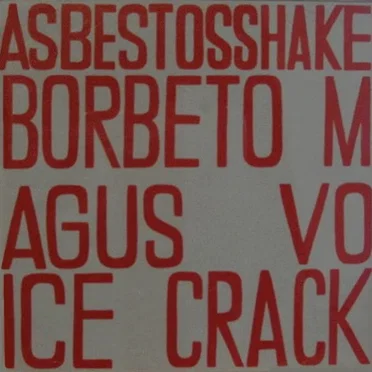 ASBESTOSSHAKE
BORBETO M
AGUS VO
ICE CRACK